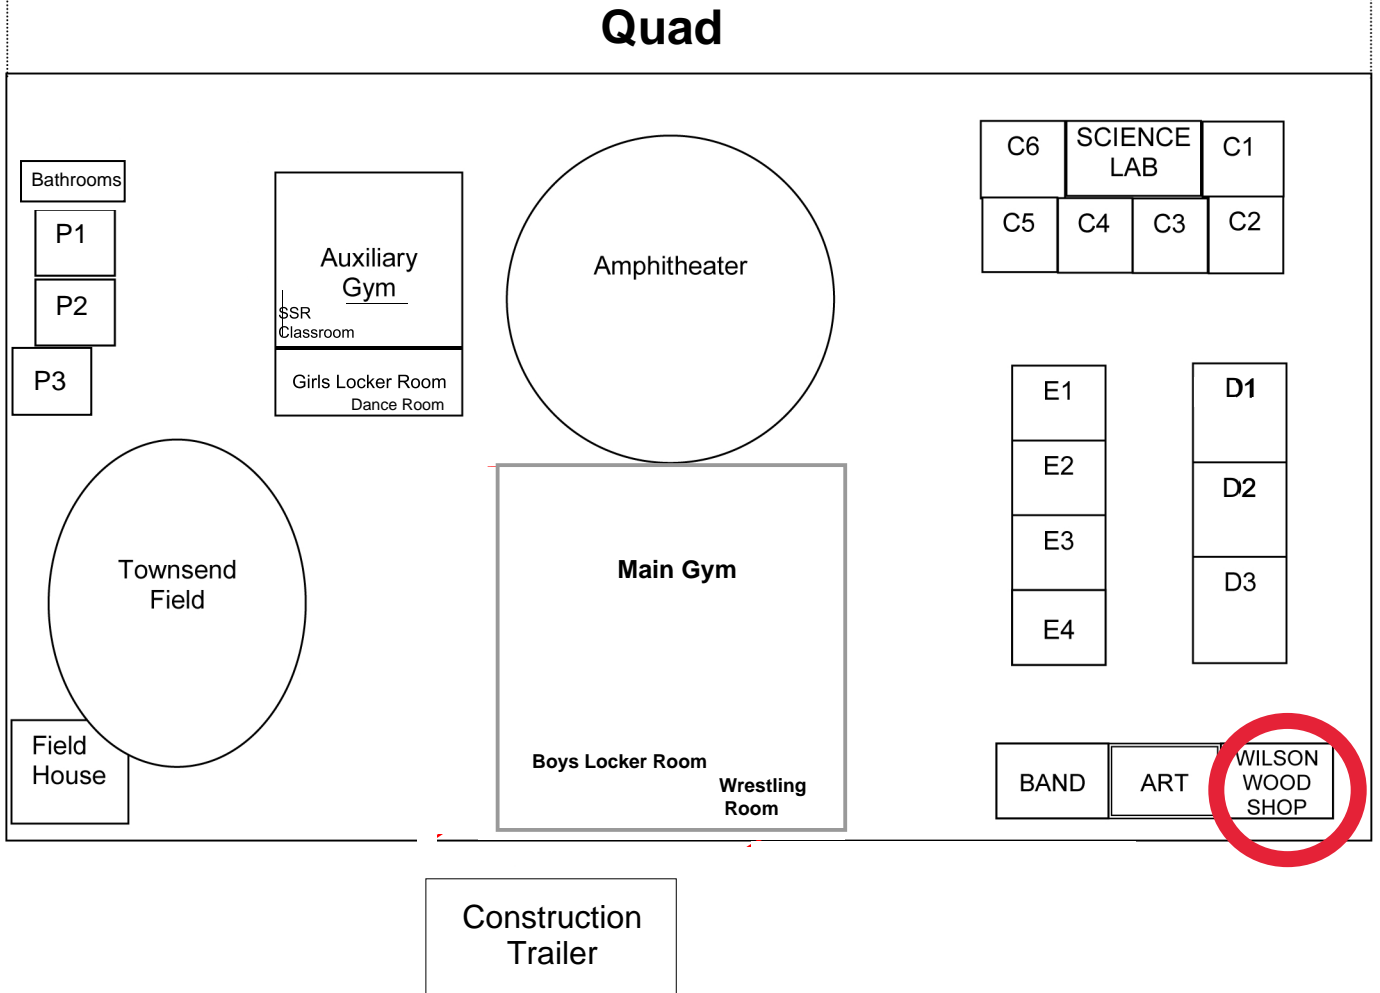 Quad
Bathrooms
P1
P2
P3
Auxiliary
Gym
SSR
Classroom
Girls Locker Room
Dance Room
Amphitheater
C6
SCIENCE
LAB
C1
C5
C4
C3
C2
E1
E2
E3
E4
D1
D2
D3
Townsend
Field
Field
House
Main Gym
Boys Locker Room
Wrestling
Room
BAND
ART
WILSON
WOOD
SHOP
Construction
Trailer